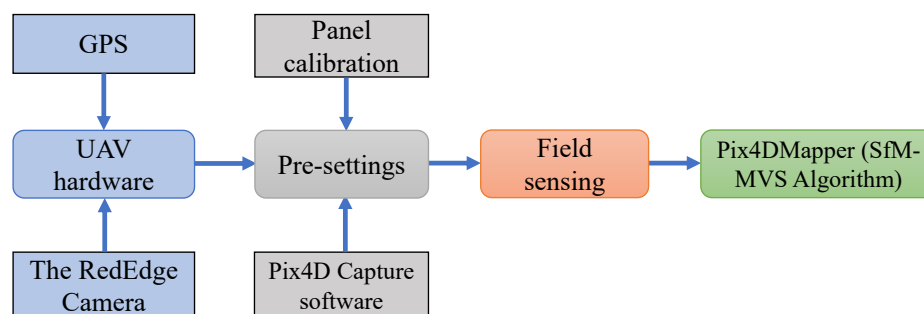 GPS
Panel
calibration
UAV
hardware
Pre-settings
Field
sensing
Pix4DMapper (SfM-
MVS Algorithm)
The RedEdge
Camera
Pix4D Capture
software